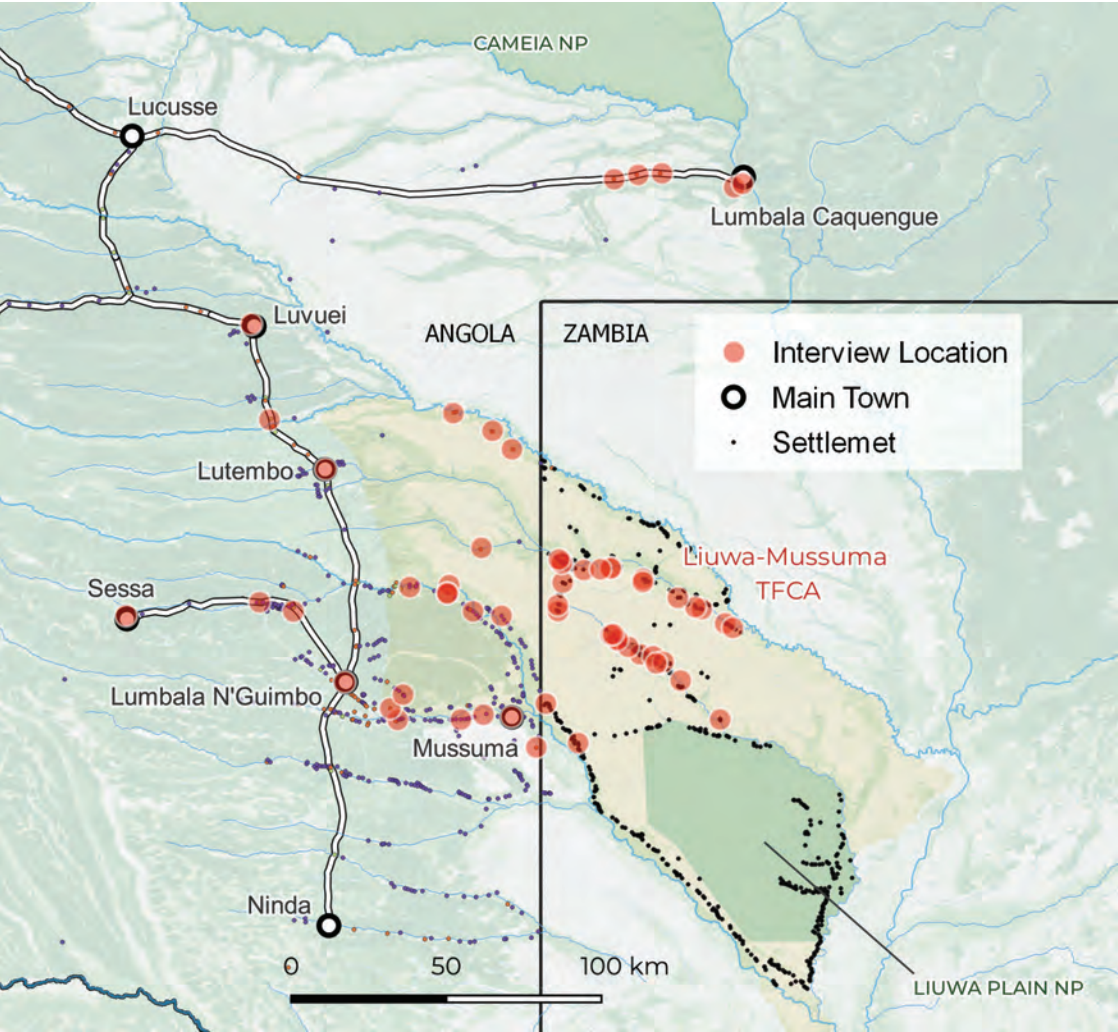 CAMEIA NP
Lucusse
Lumbala Caquengue
Luvuei
ANGOLA
ZAMBIA
Interview Location
Main Town
Settlemet
Lutembo
Liuwa-Mussuma
TFCA
Sessa
Lumbala N'Guimbo
Mussuma
Ninda
0
50
100 km
LIUWA PLAIN NP